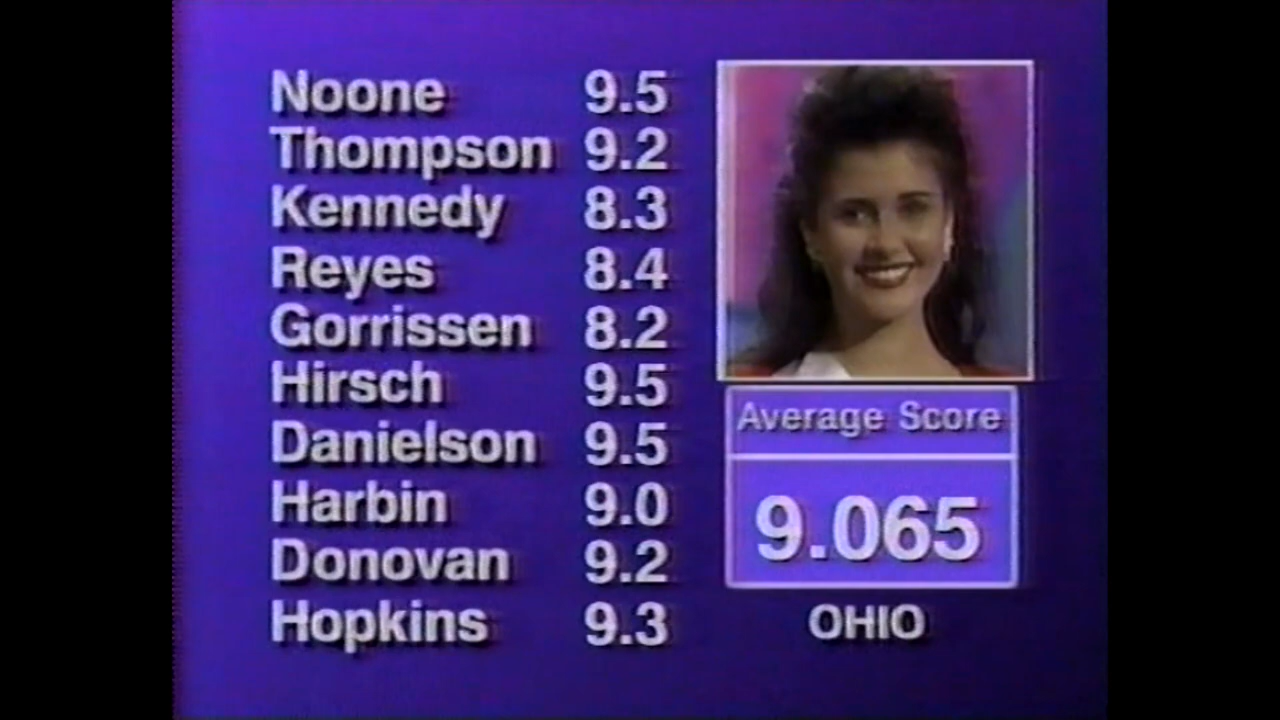 Noone 9.5
Thompson 9.2
Kennedy 8.3
Reyes 8.4
Gorrissen 8.2
Hirsch 9.5
Danielson 9.5
Harbin 9.0
Donovan 9.2
Hopkins 9.3
Average Score
9.065
OHIO